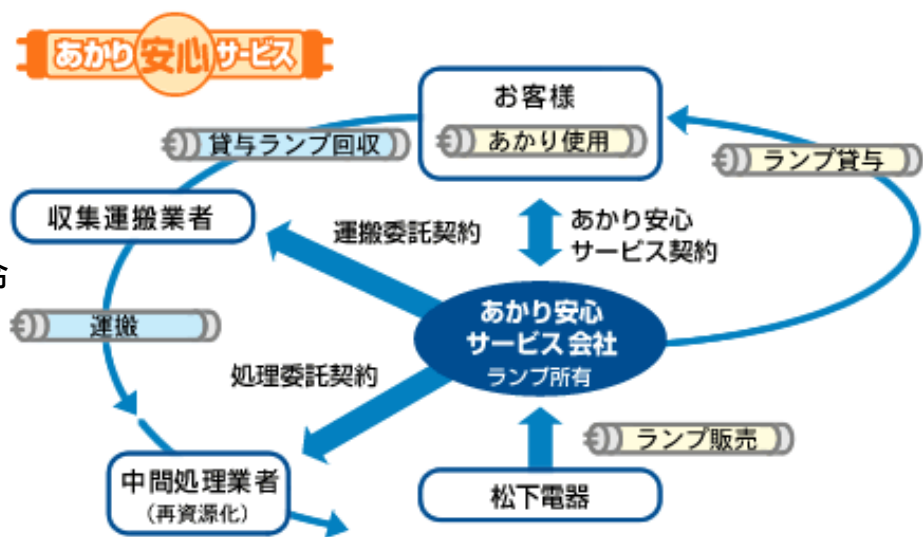 あかり安心サービス
お客様
あかり使用
貸与ランプ回収
ランプ貸与
収集運搬業者
運搬委託契約
あかり安心
サービス契約
運搬
あかり安心
サービス会社
ランプ所有
処理委託契約
ランプ販売
中間処理業者
(再資源化)
松下電器